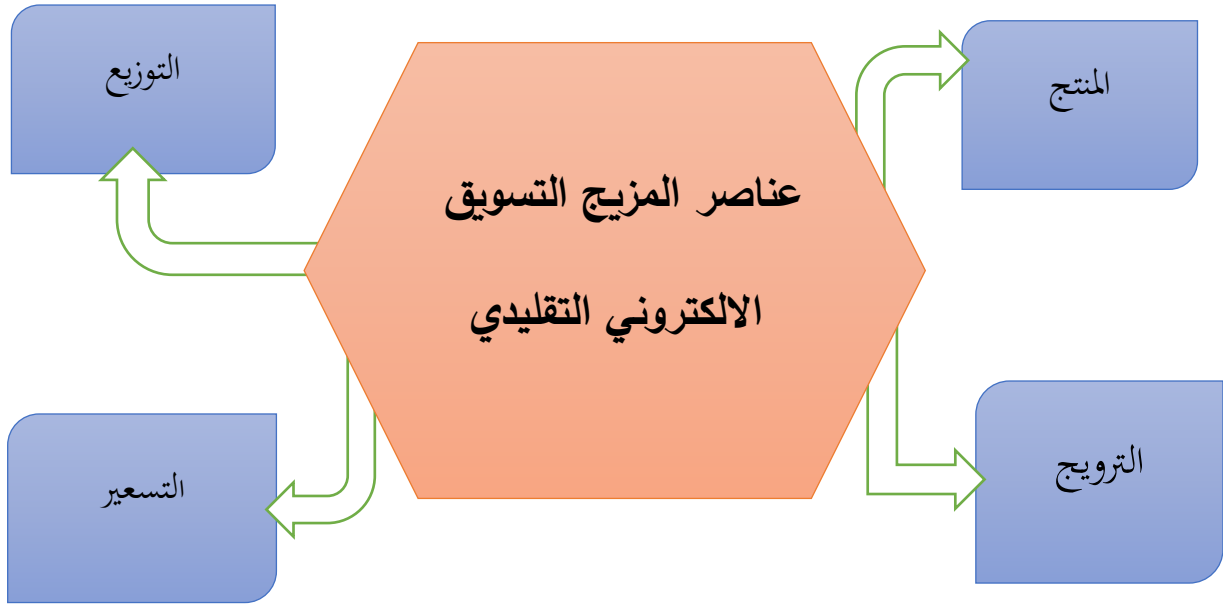 المنتج
التوزيع
عناصر المزيج التسويق
الالكتروني التقليدي
الترويج
التسعير